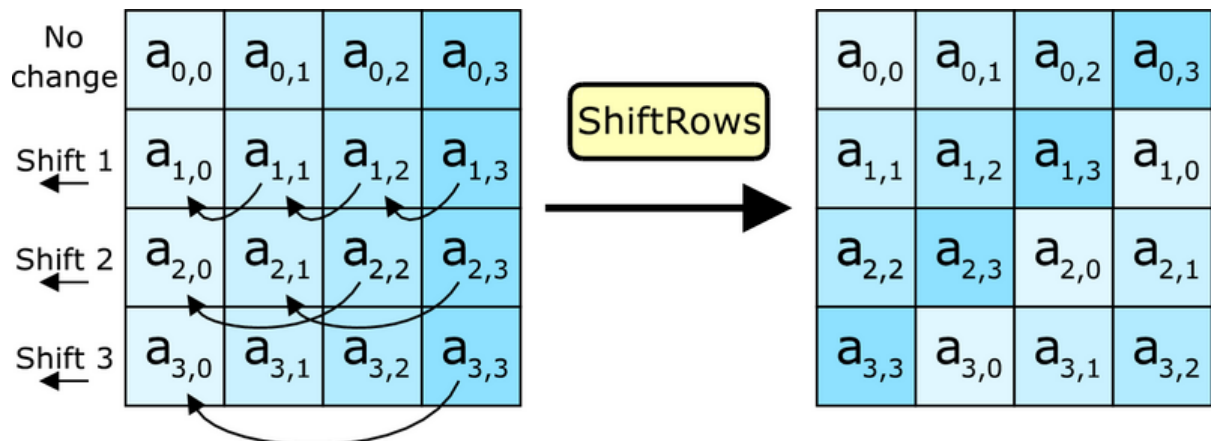 No
change
a0,0 a0,1 a0,2 a0,3
Shift 1
a1,0 a1,1 a1,2 a1,3
Shift 2
a2,0 a2,1 a2,2 a2,3
Shift 3
a3,0 a3,1 a3,2 a3,3
ShiftRows
a0,0 a0,1 a0,2 a0,3
a1,1 a1,2 a1,3 a1,0
a2,2 a2,3 a2,0 a2,1
a3,3 a3,0 a3,1 a3,2